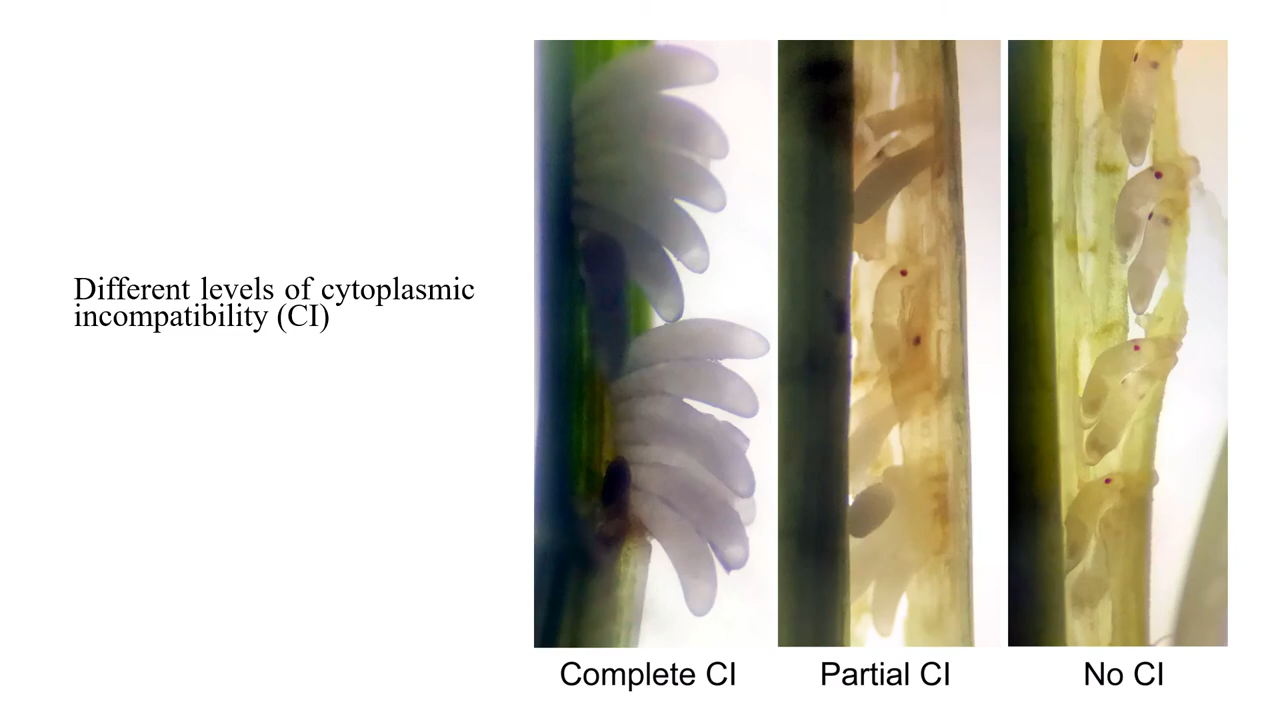 Different levels of cytoplasmic
incompatibility (CI)
Complete CI
Partial CI
No CI